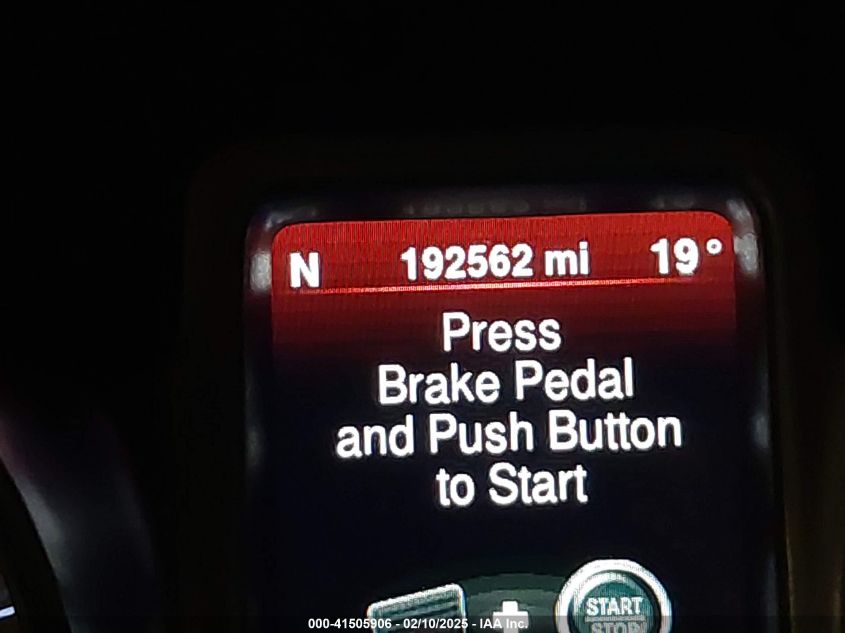 N 192562 mi 19°
Press
Brake Pedal
and Push Button
to Start
START
STOP
000-41505906 - 02/10/2025 - IAA Inc.